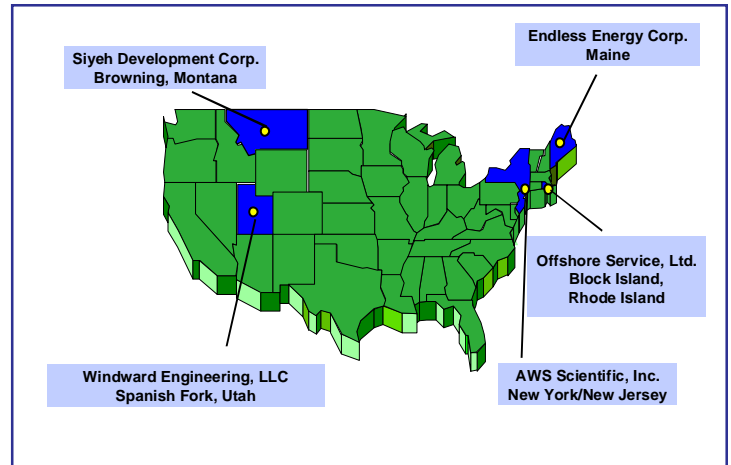 Endless Energy Corp.
Maine
Siyeh Development Corp.
Browning, Montana
Offshore Service, Ltd.
Block Island,
Rhode Island
Windward Engineering, LLC
Spanish Fork, Utah
AWS Scientific, Inc.
New York/New Jersey